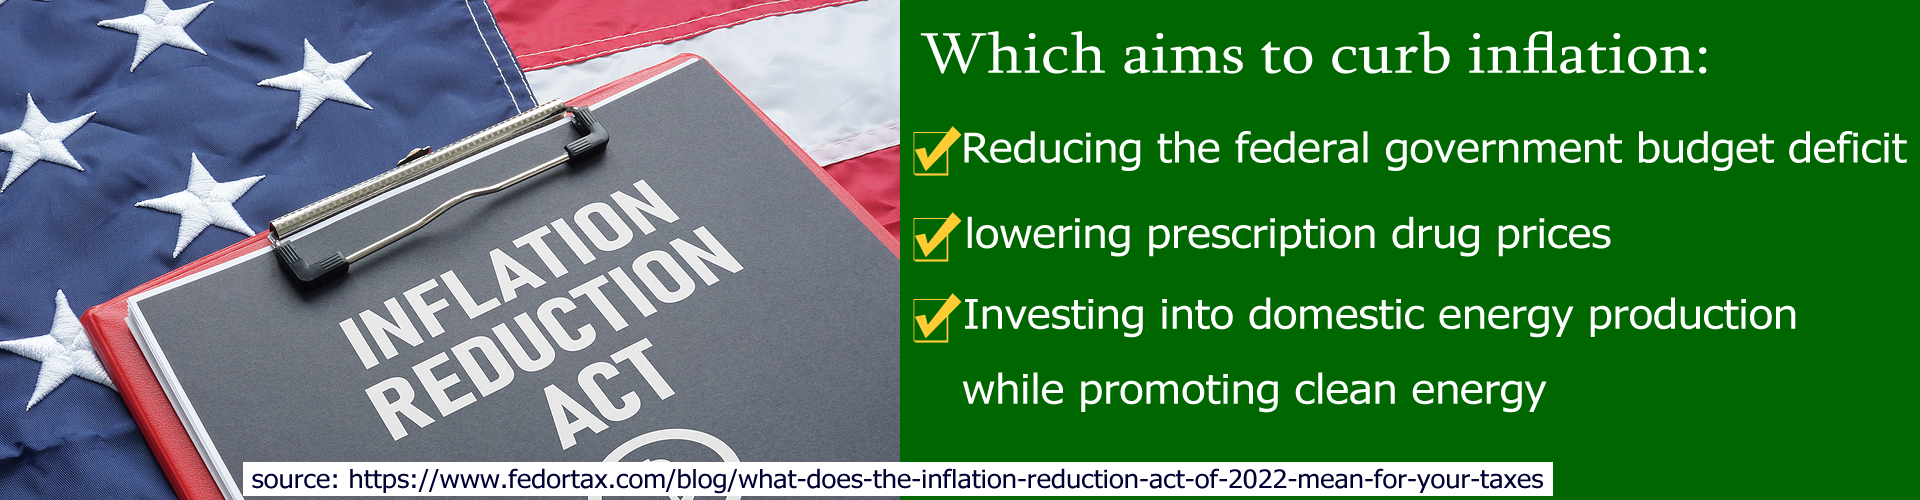 INFLATION
REDUCTION
ACT
Which aims to curb inflation:
Reducing the federal government budget deficit
lowering prescription drug prices
Investing into domestic energy production
while promoting clean energy
source: https://www.fedortax.com/blog/what-does-the-inflation-reduction-act-of-2022-mean-for-your-taxes